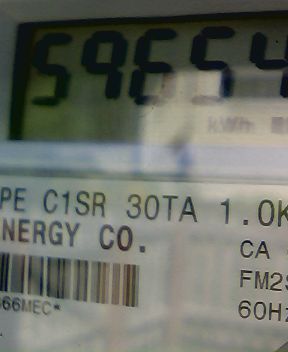 59654
kWh
PE C1SR 30TA 1.0K
NERGY CO.
CA
FM2S
60Hz
66MEC*